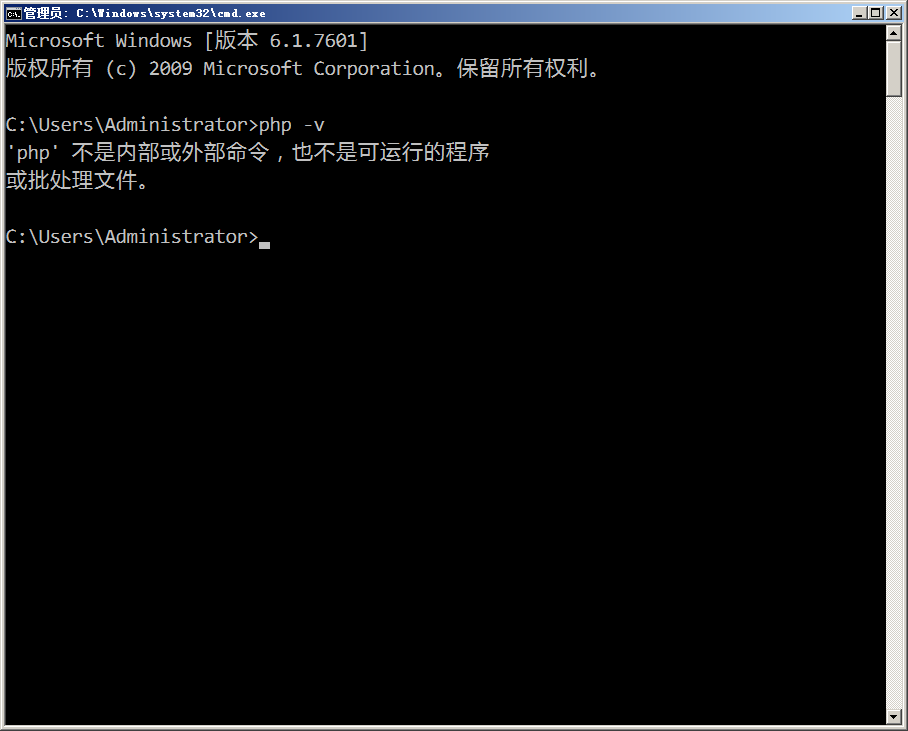 管理员: C:\Windows\system32\cmd.exe
Microsoft Windows [版本 6.1.7601]
版权所有 (c) 2009 Microsoft Corporation。保留所有权利。
C:\Users\Administrator>php -v
'php' 不是内部或外部命令，也不是可运行的程序
或批处理文件。
C:\Users\Administrator>